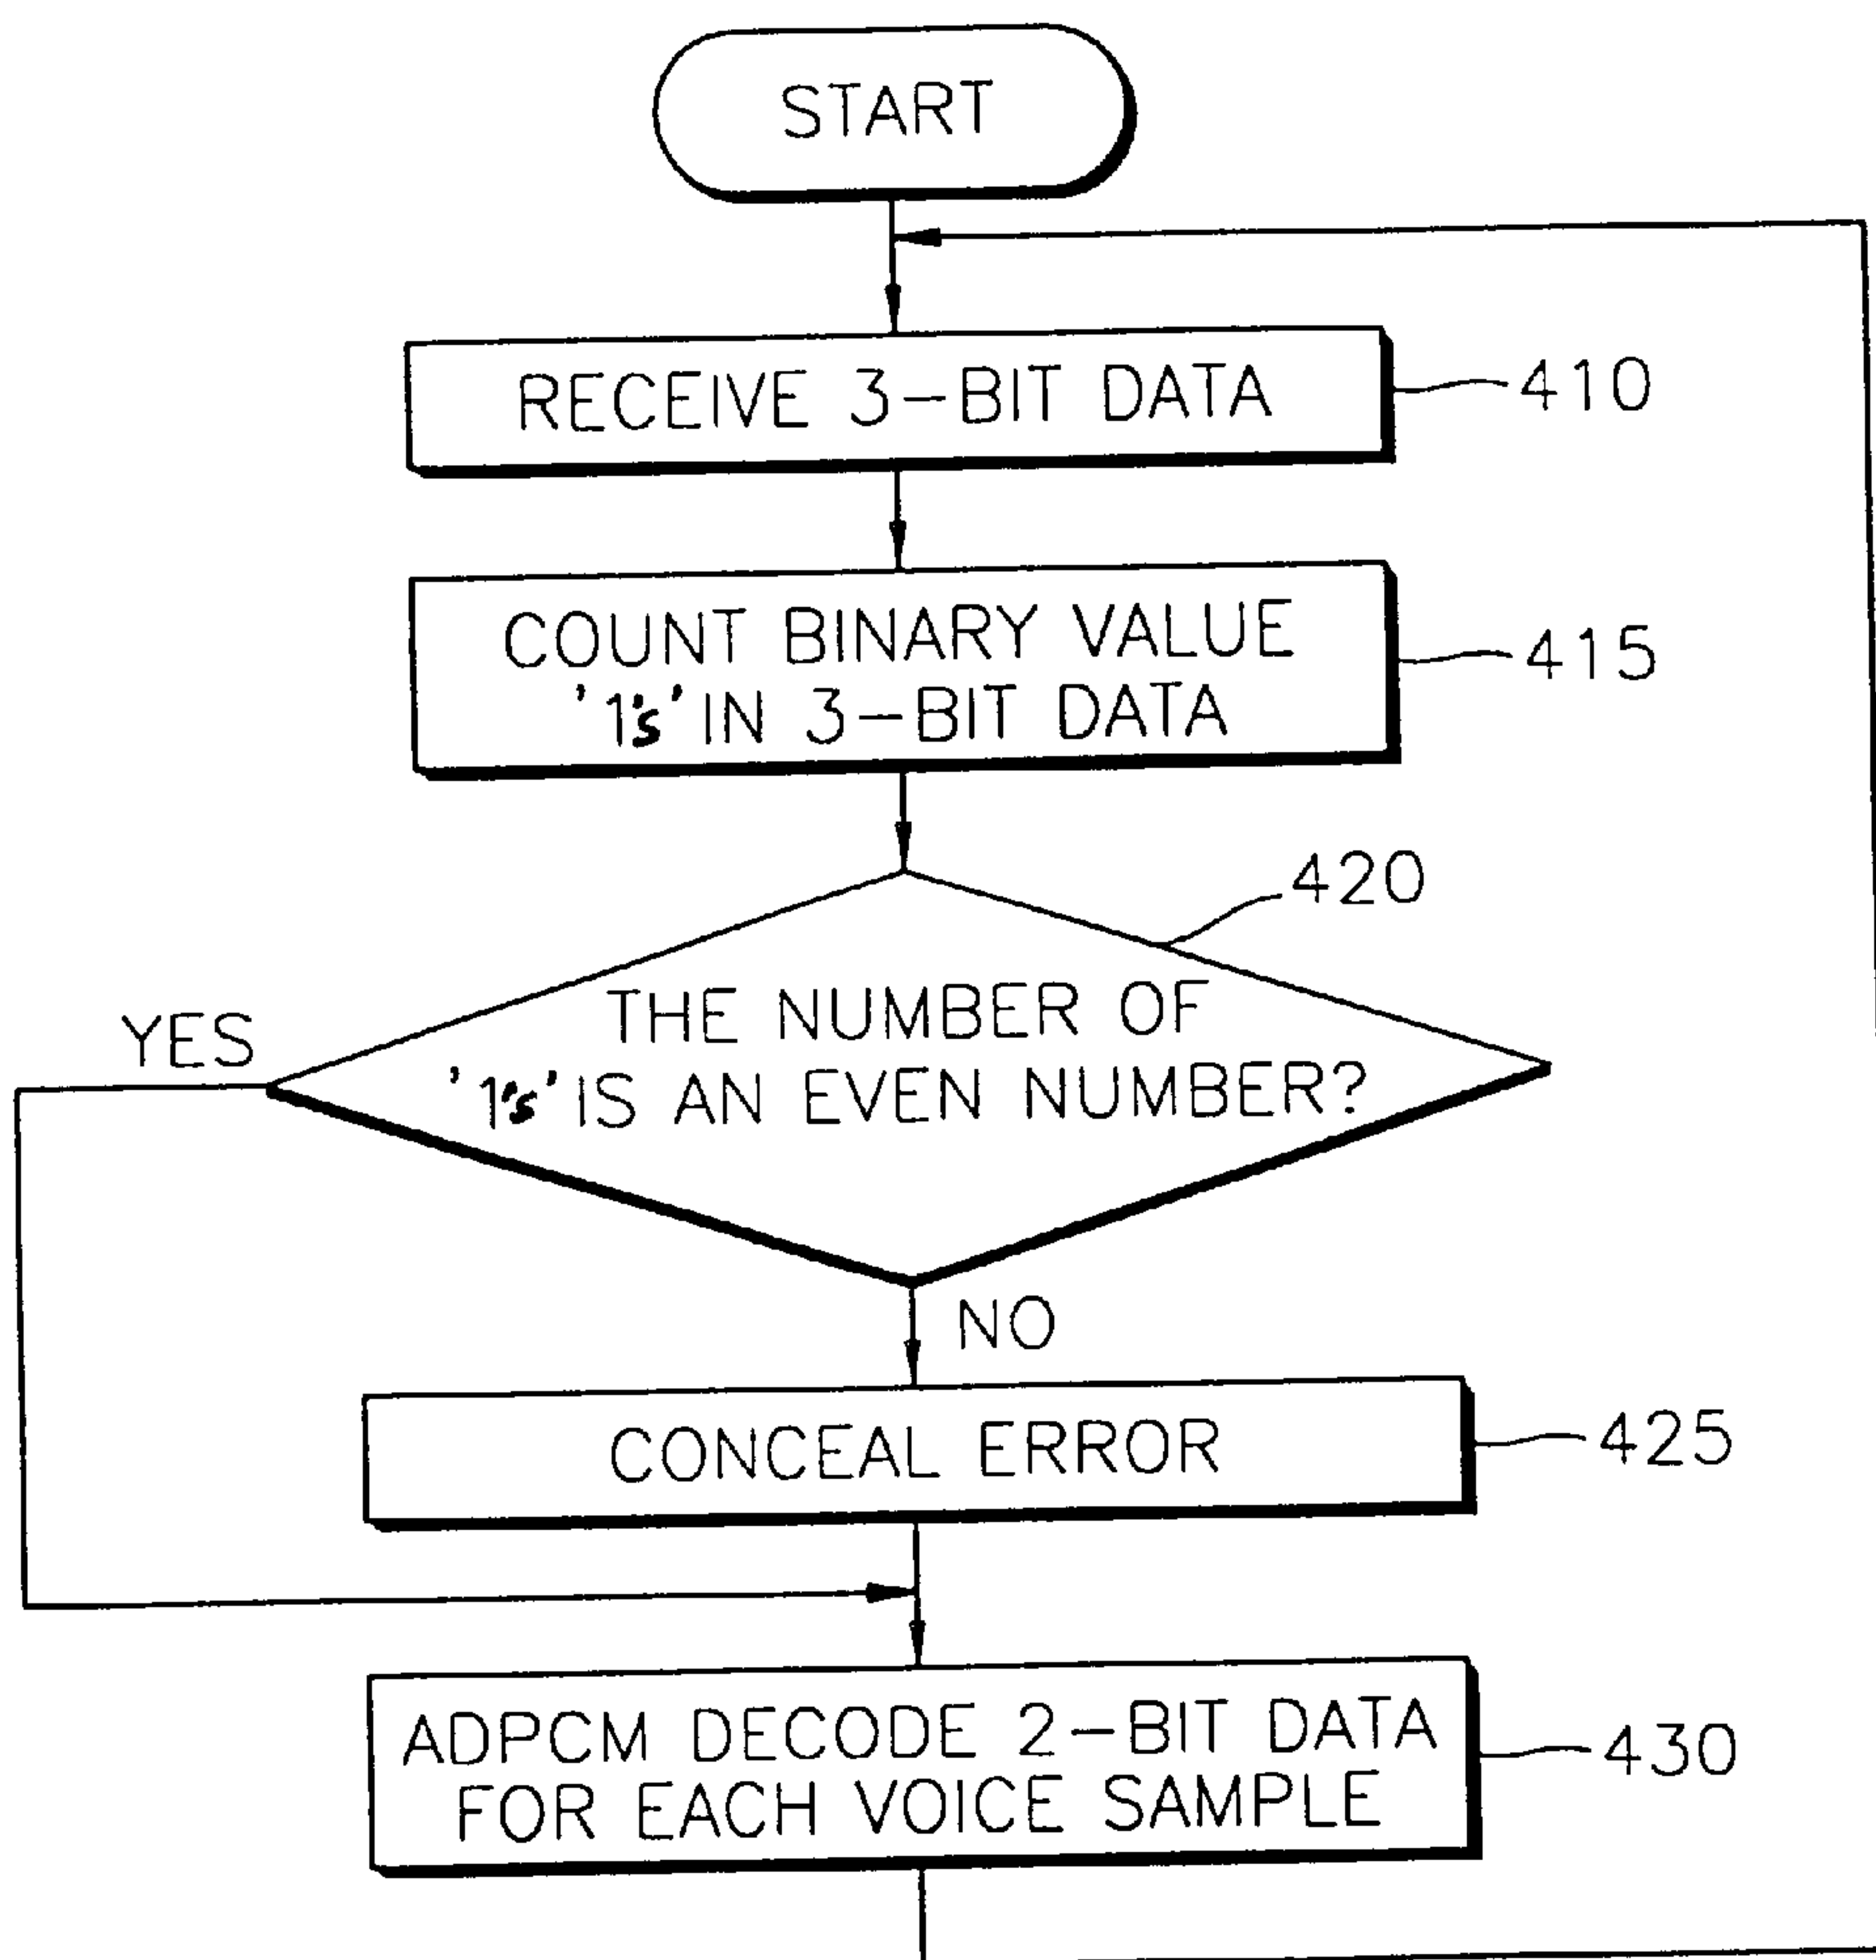 START
RECEIVE 3-BIT DATA
410
COUNT BINARY VALUE
'1's' IN 3-BIT DATA
415
420
THE NUMBER OF
'1's' IS AN EVEN NUMBER?
YES
NO
CONCEAL ERROR
425
ADPCM DECODE 2-BIT DATA
FOR EACH VOICE SAMPLE
430